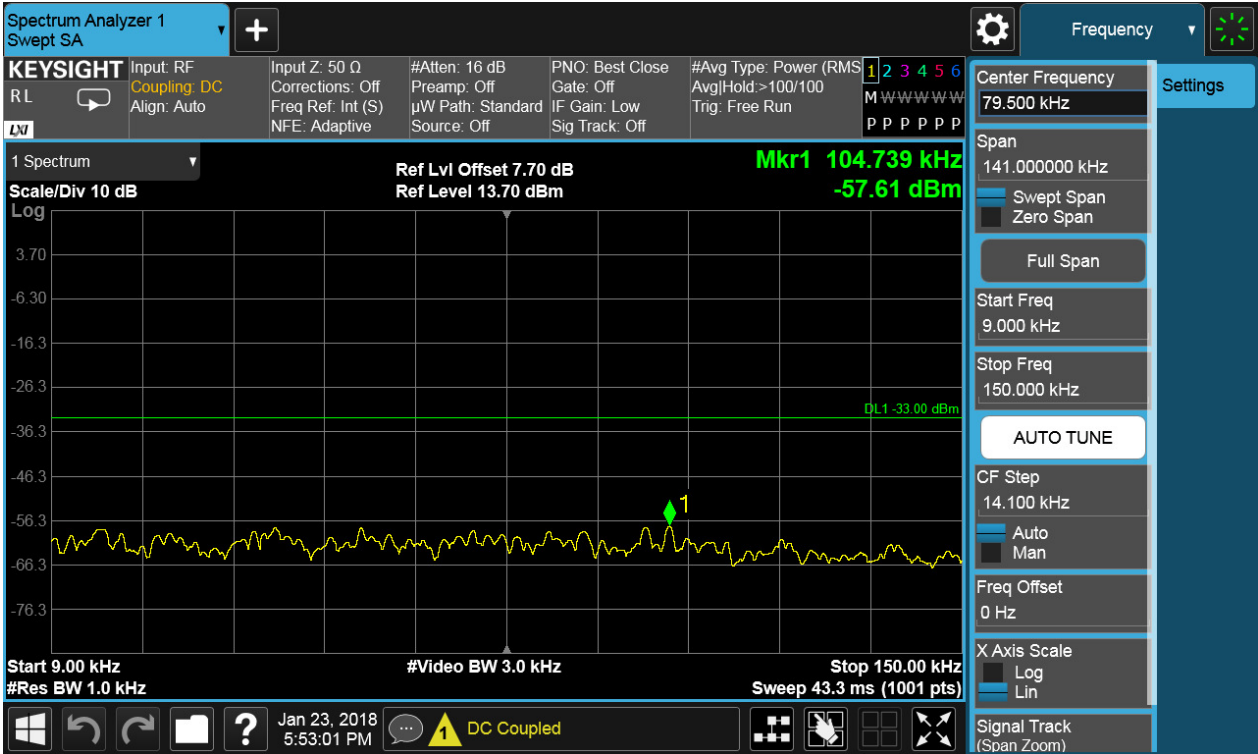 Spectrum Analyzer 1
Swept SA
+
Frequency
KEYSIGHT
R L
LXI
Input: RF
Coupling: DC
Align: Auto
Input Z: 50 Ω
Corrections: Off
Freq Ref: Int (S)
NFE: Adaptive
#Atten: 16 dB
Preamp: Off
µW Path: Standard
Source: Off
PNO: Best Close
Gate: Off
IF Gain: Low
Sig Track: Off
#Avg Type: Power (RMS
Avg|Hold:>100/100
Trig: Free Run
1 2 3 4 5 6
M W W W W W
P P P P P P
1 Spectrum
Scale/Div 10 dB
Ref Lvl Offset 7.70 dB
Ref Level 13.70 dBm
Mkr1 104.739 kHz
-57.61 dBm
Log
3.70
-6.30
-16.3
-26.3
DL1 -33.00 dBm
-36.3
-46.3
1
-56.3
-66.3
-76.3
Start 9.00 kHz
#Video BW 3.0 kHz
Stop 150.00 kHz
#Res BW 1.0 kHz
Sweep 43.3 ms (1001 pts)
Center Frequency
79.500 kHz
Span
141.000000 kHz
Swept Span
Zero Span
Full Span
Start Freq
9.000 kHz
Stop Freq
150.000 kHz
AUTO TUNE
CF Step
14.100 kHz
Auto
Man
Freq Offset
0 Hz
X Axis Scale
Log
Lin
Signal Track
(Span Zoom)
Settings
?
Jan 23, 2018
5:53:01 PM
1
DC Coupled